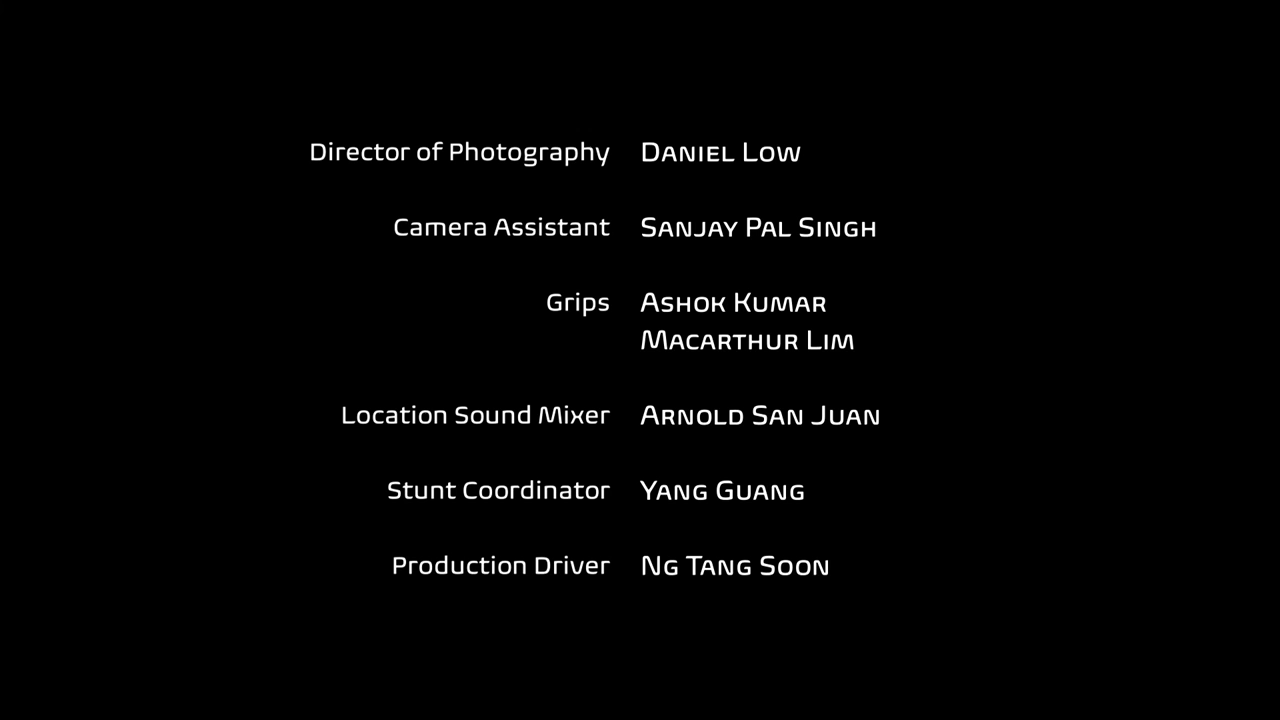 Director of Photography Daniel Low
Camera Assistant Sanjay Pal Singh
Grips Ashok Kumar
Macarthur Lim
Location Sound Mixer Arnold San Juan
Stunt Coordinator Yang Guang
Production Driver Ng Tang Soon